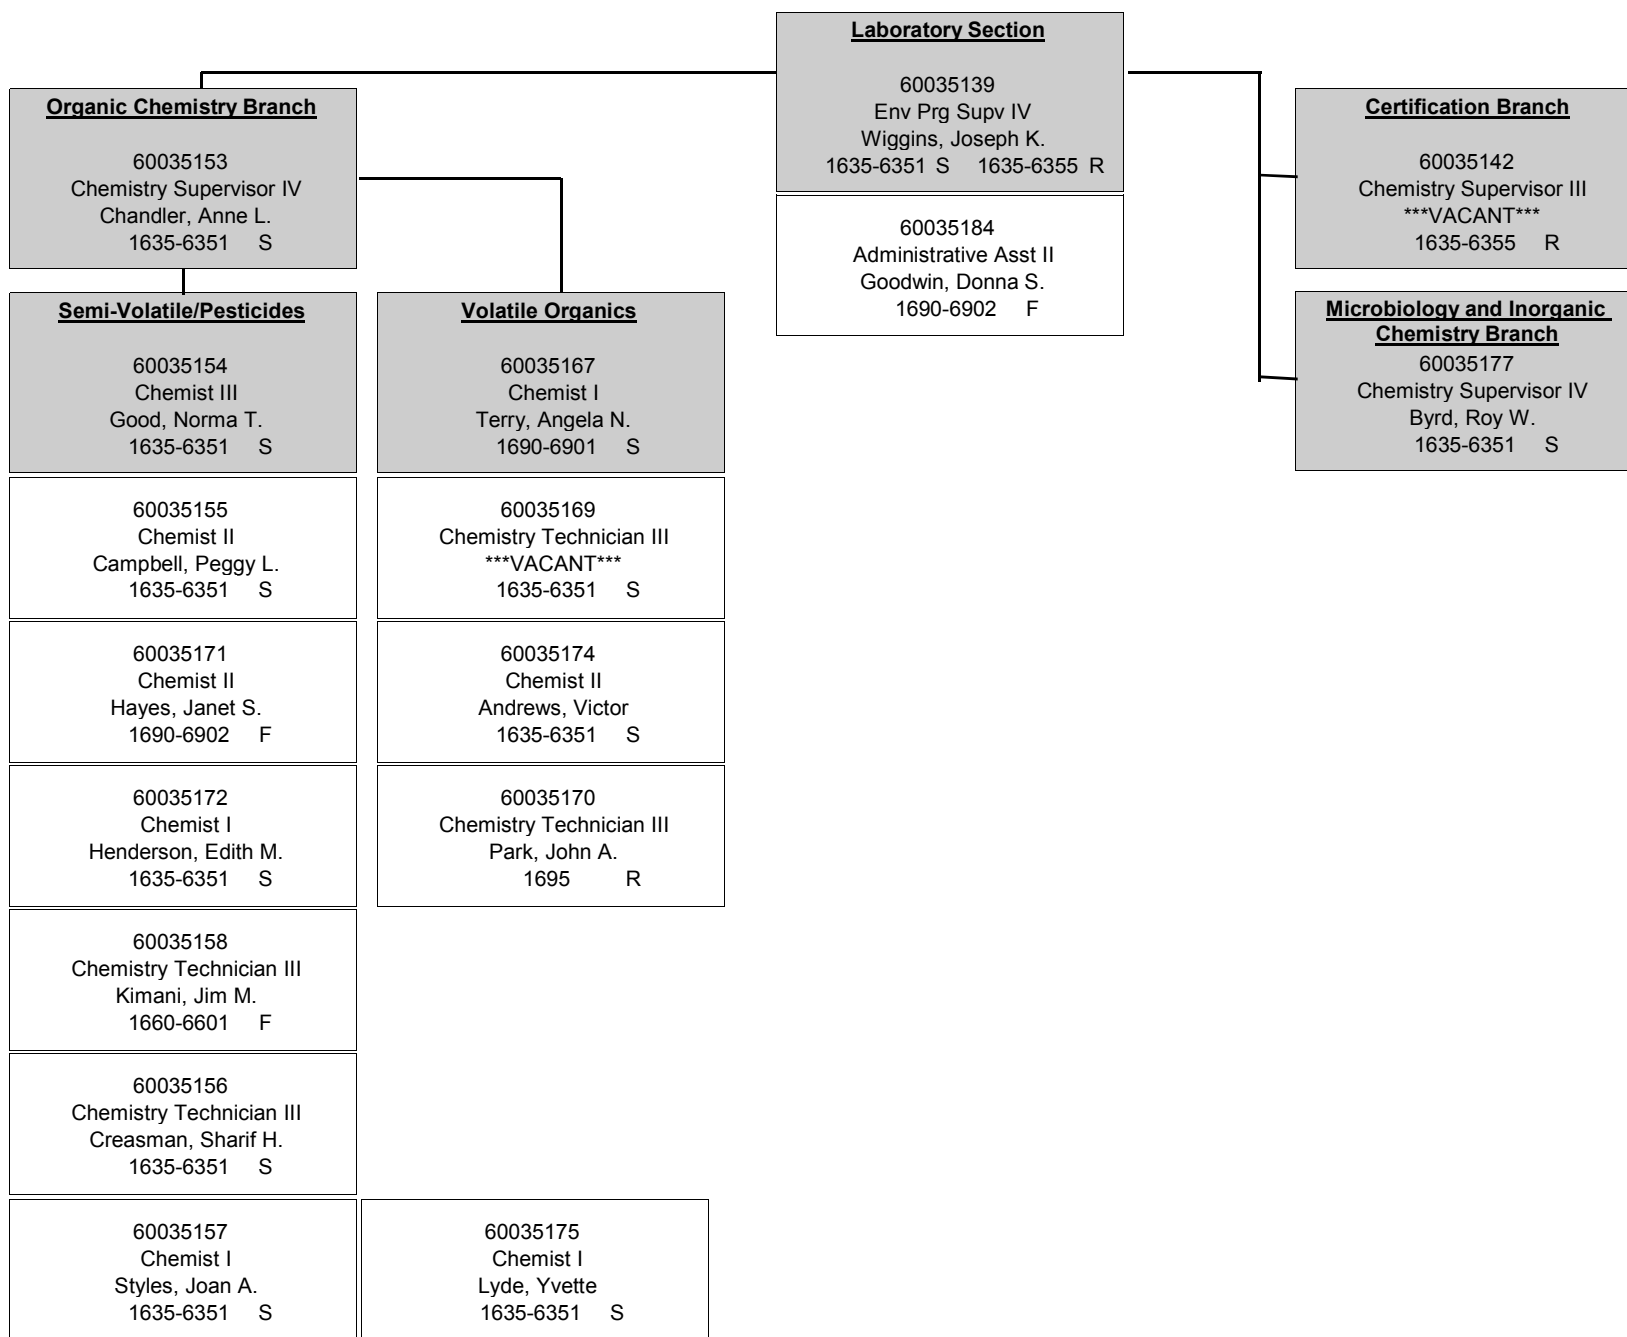 Laboratory Section
60035139
Env Prg Supv IV
Wiggins, Joseph K.
1635-6351 S 1635-6355 R
60035184
Administrative Asst II
Goodwin, Donna S.
1690-6902 F
Organic Chemistry Branch
60035153
Chemistry Supervisor IV
Chandler, Anne L.
1635-6351 S
Semi-Volatile/Pesticides
60035154
Chemist III
Good, Norma T.
1635-6351 S
60035155
Chemist II
Campbell, Peggy L.
1635-6351 S
60035171
Chemist II
Hayes, Janet S.
1690-6902 F
60035172
Chemist I
Henderson, Edith M.
1635-6351 S
60035158
Chemistry Technician III
Kimani, Jim M.
1660-6601 F
60035156
Chemistry Technician III
Creasman, Sharif H.
1635-6351 S
60035157
Chemist I
Styles, Joan A.
1635-6351 S
60035175
Chemist I
Lyde, Yvette
1635-6351 S
Volatile Organics
60035167
Chemist I
Terry, Angela N.
1690-6901 S
60035169
Chemistry Technician III
***VACANT***
1635-6351 S
60035174
Chemist II
Andrews, Victor
1635-6351 S
60035170
Chemistry Technician III
Park, John A.
1695 R
Certification Branch
60035142
Chemistry Supervisor III
***VACANT***
1635-6355 R
Microbiology and Inorganic
Chemistry Branch
60035177
Chemistry Supervisor IV
Byrd, Roy W.
1635-6351 S